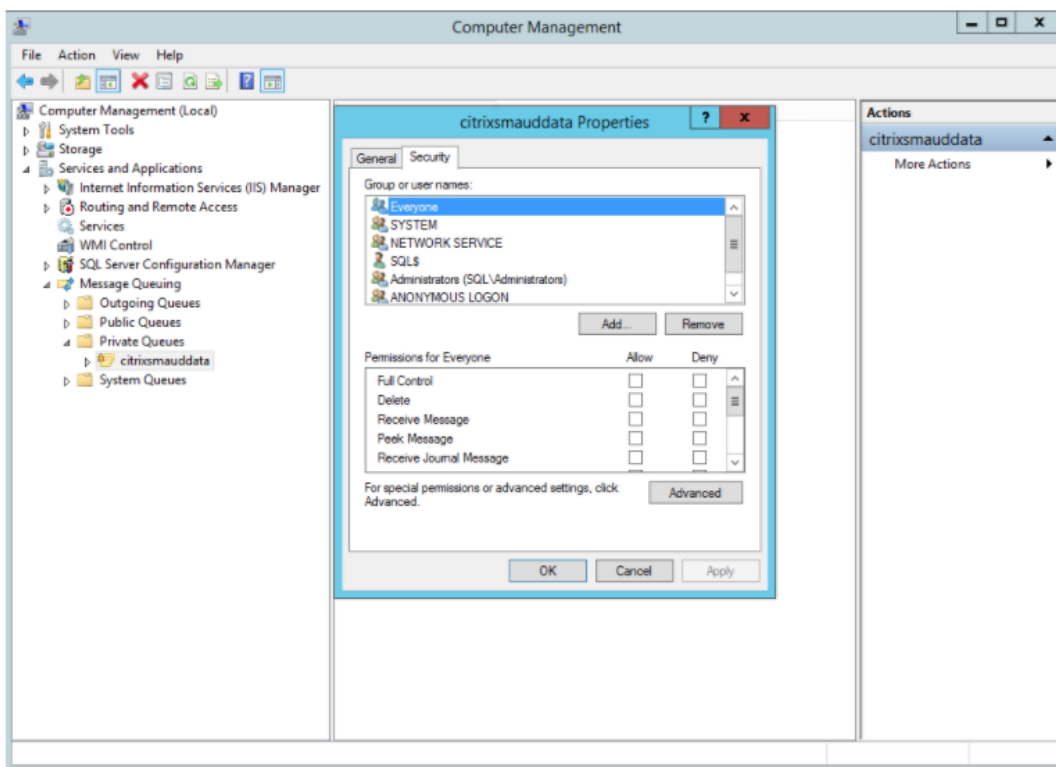 Computer Management
File Action View Help
Computer Management (Local)
System Tools
Storage
Services and Applications
Internet Information Services (IIS) Manager
Routing and Remote Access
Services
WMI Control
SQL Server Configuration Manager
Message Queuing
Outgoing Queues
Public Queues
Private Queues
citrixsmauddata
System Queues
citrixsmauddata Properties
? x
General Security
Group or user names:
Everyone
SYSTEM
NETWORK SERVICE
SQL$
Administrators (SQL\Administrators)
ANONYMOUS LOGON
Add... Remove
Permissions for Everyone Allow Deny
Full Control
Delete
Receive Message
Peek Message
Receive Journal Message
For special permissions or advanced settings, click
Advanced.
Advanced
OK Cancel Apply
Actions
citrixsmauddata
More Actions